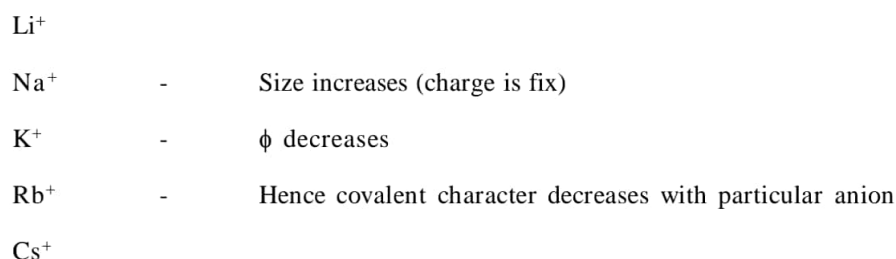 Li⁺
Na⁺ - Size increases (charge is fix)
K⁺ - ϕ decreases
Rb⁺ - Hence covalent character decreases with particular anion
Cs⁺